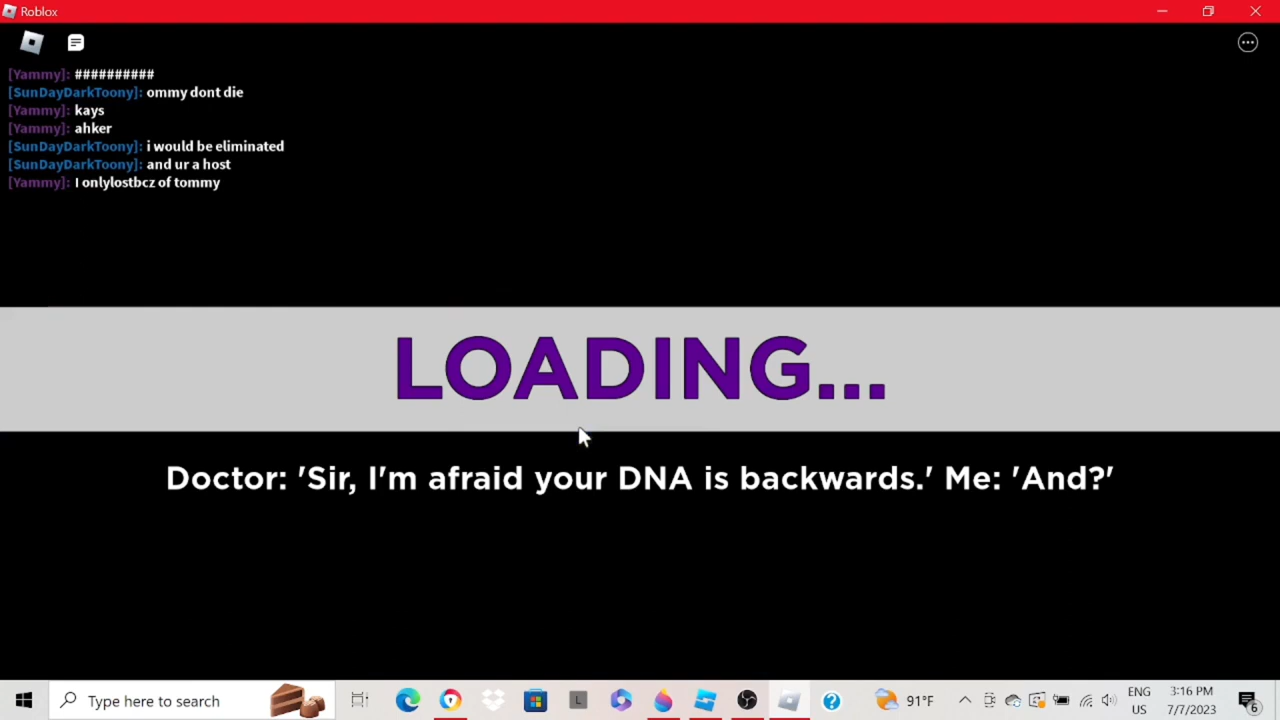 Roblox
[Yammy]: ##########
[SunDayDarkToony]: ommy dont die
[Yammy]: kays
[Yammy]: ahker
[SunDayDarkToony]: i would be eliminated
[SunDayDarkToony]: and ur a host
[Yammy]: I onlylostbcz of tommy
LOADING...
Doctor: 'Sir, I'm afraid your DNA is backwards.' Me: 'And?'
Type here to search
L
91°F
ENG
US
3:16 PM
7/7/2023
6